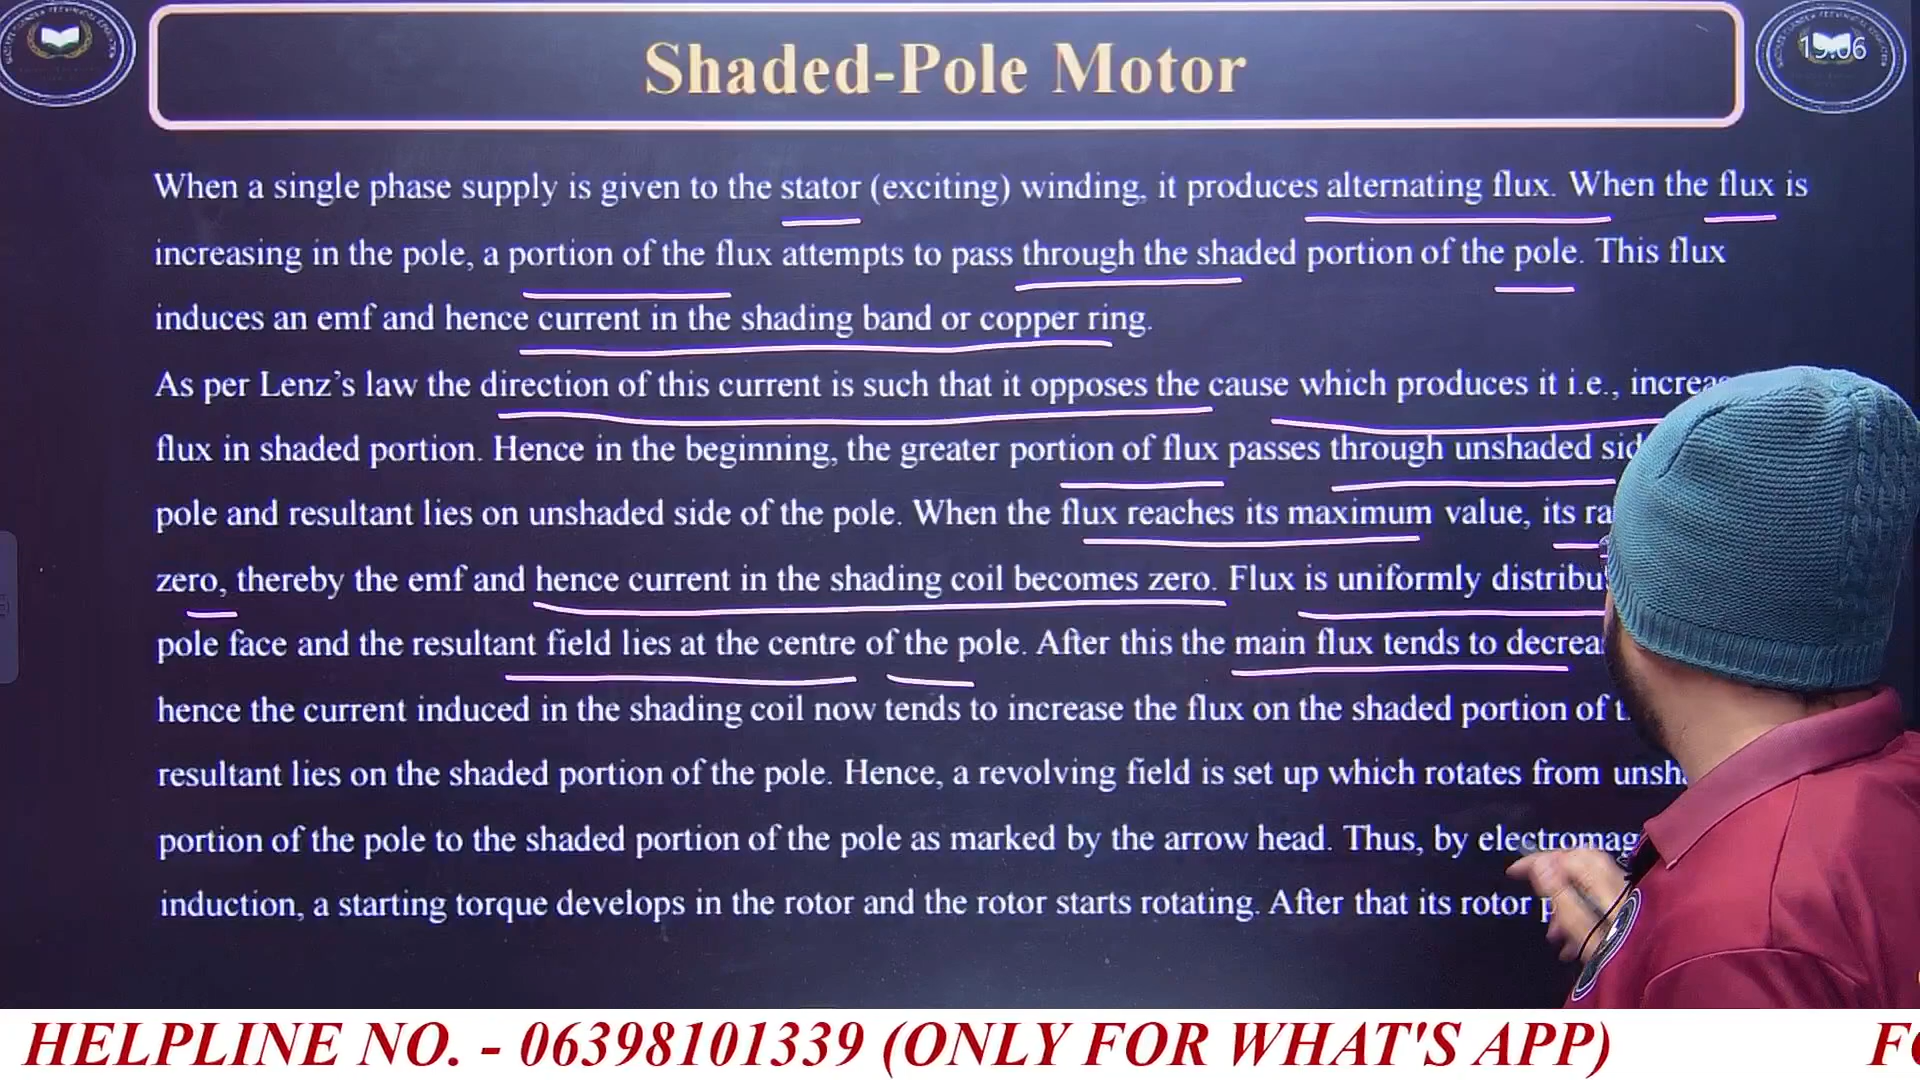 Shaded-Pole Motor
When a single phase supply is given to the stator (exciting) winding, it produces alternating flux. When the flux is
increasing in the pole, a portion of the flux attempts to pass through the shaded portion of the pole. This flux
induces an emf and hence current in the shading band or copper ring.
As per Lenz's law the direction of this current is such that it opposes the cause which produces it i.e.,
flux in shaded portion. Hence in the beginning, the greater portion of flux passes through unshaded
pole and resultant lies on unshaded side of the pole. When the flux reaches its maximum value, its
zero, thereby the emf and hence current in the shading coil becomes zero. Flux is uniformly
pole face and the resultant field lies at the centre of the pole. After this the main flux tends to
hence the current induced in the shading coil now tends to increase the flux on the shaded portion of
resultant lies on the shaded portion of the pole. Hence, a revolving field is set up which rotates from
portion of the pole to the shaded portion of the pole as marked by the arrow head. Thus, by
induction, a starting torque develops in the rotor and the rotor starts rotating. After that its rotor
HELPLINE NO. - 06398101339 (ONLY FOR WHAT'S APP)